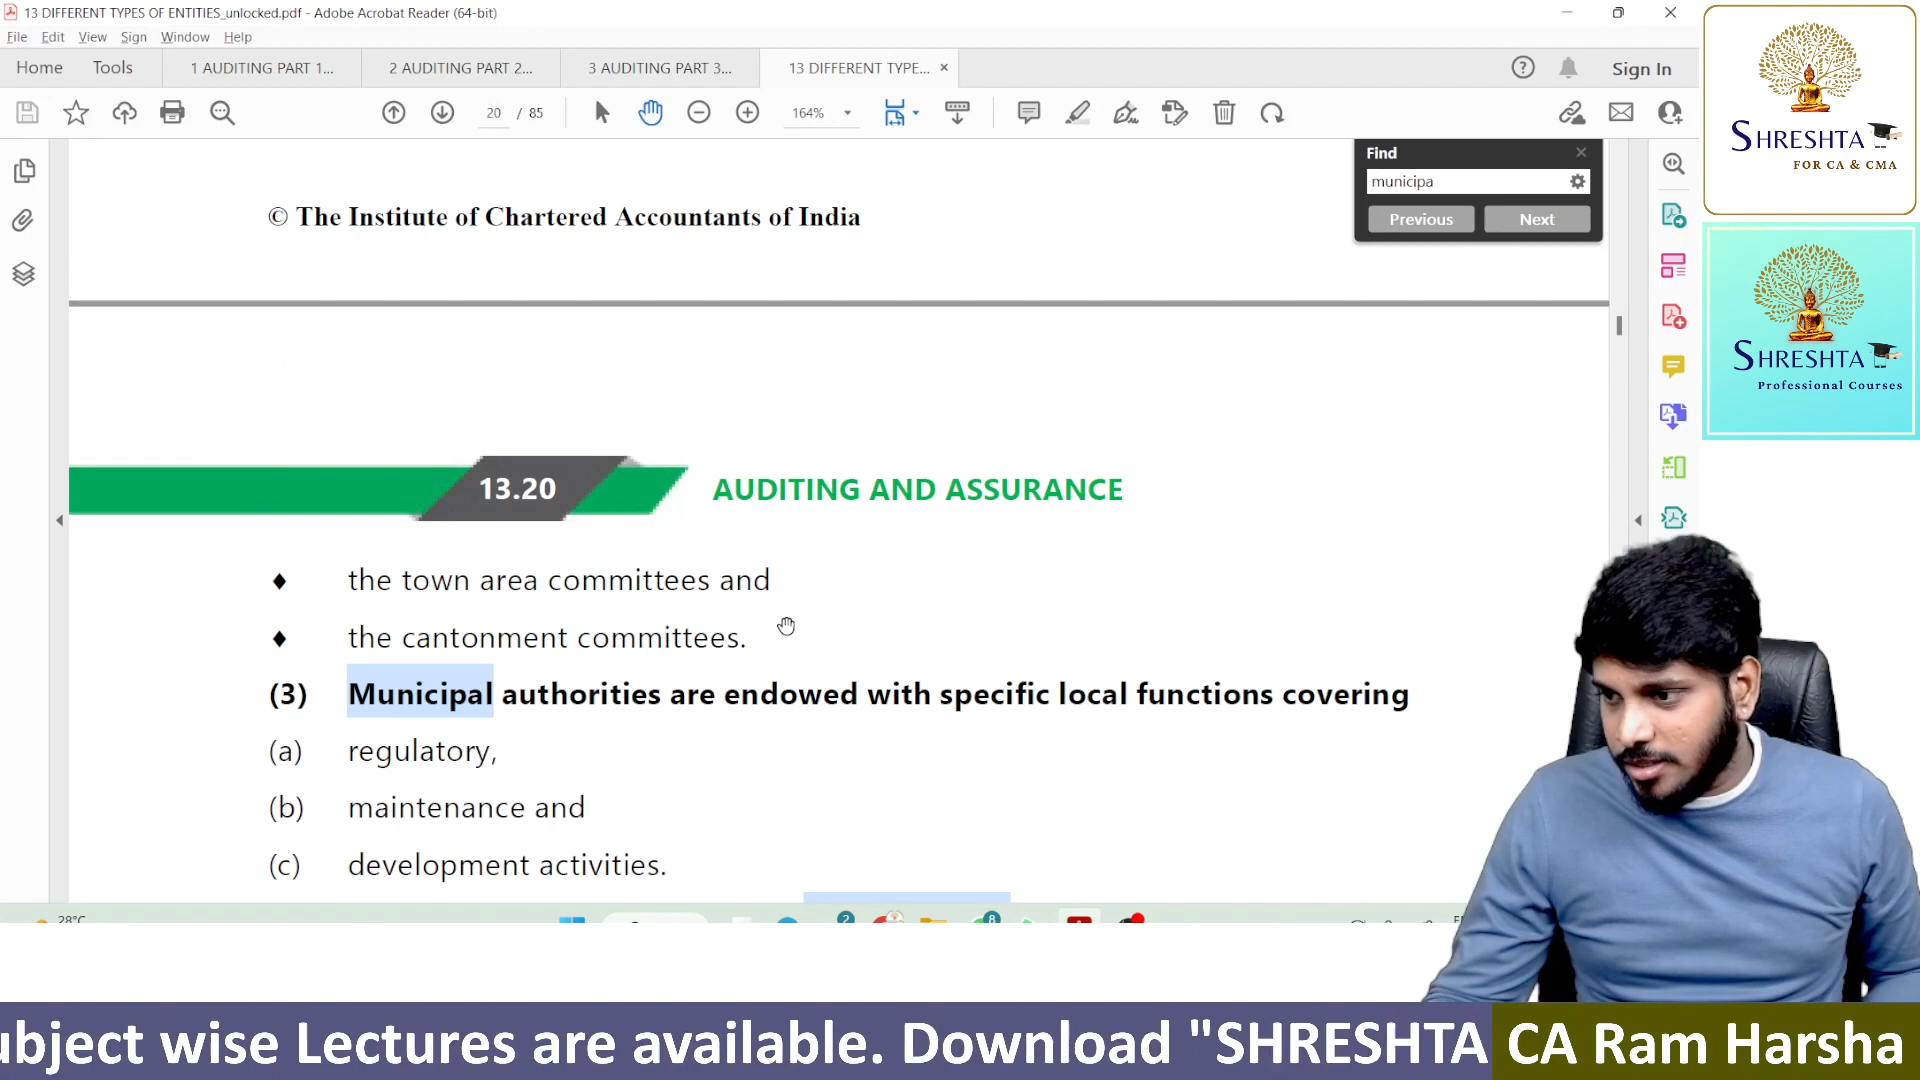 13 DIFFERENT TYPES OF ENTITIES_unlocked.pdf - Adobe Acrobat Reader (64-bit)
File Edit View Sign Window Help
Home Tools 1 AUDITING PART 1... 2 AUDITING PART 2... 3 AUDITING PART 3... 13 DIFFERENT TYPE... × Sign In
20 / 85 164%
Find
municipa
Previous Next
© The Institute of Chartered Accountants of India
13.20 AUDITING AND ASSURANCE
♦ the town area committees and
♦ the cantonment committees.
(3) Municipal authorities are endowed with specific local functions covering
(a) regulatory,
(b) maintenance and
(c) development activities.
28°C
2
8
SHRESHTA
FOR CA & CMA
SHRESHTA
Professional Courses
ubject wise Lectures are available. Download "SHRESHTA
CA Ram Harsha